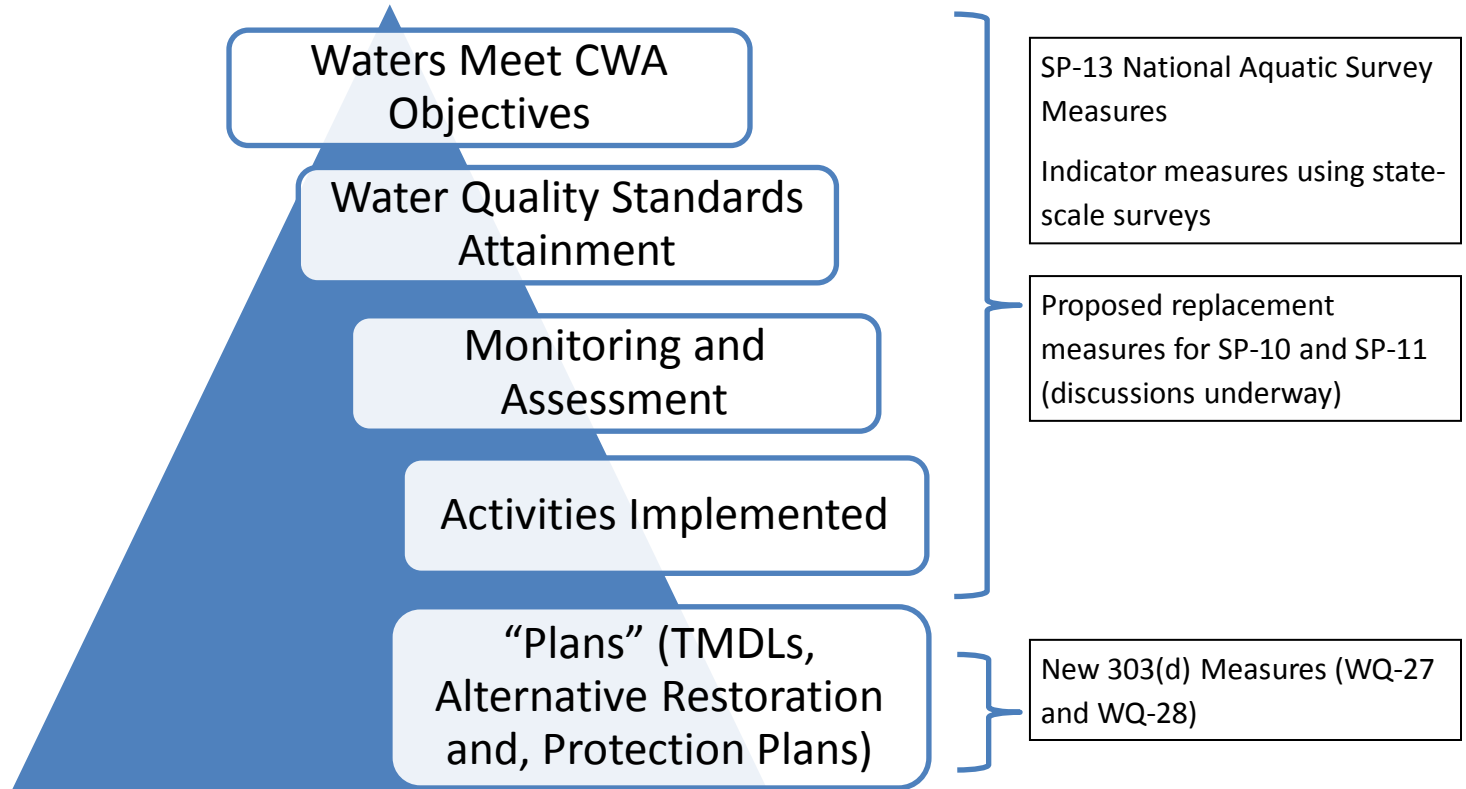 Waters Meet CWA
Objectives
Water Quality Standards
Attainment
Monitoring and
Assessment
Activities Implemented
“Plans” (TMDLs,
Alternative Restoration
and, Protection Plans)
SP-13 National Aquatic Survey
Measures
Indicator measures using state-
scale surveys
Proposed replacement
measures for SP-10 and SP-11
(discussions underway)
New 303(d) Measures (WQ-27
and WQ-28)